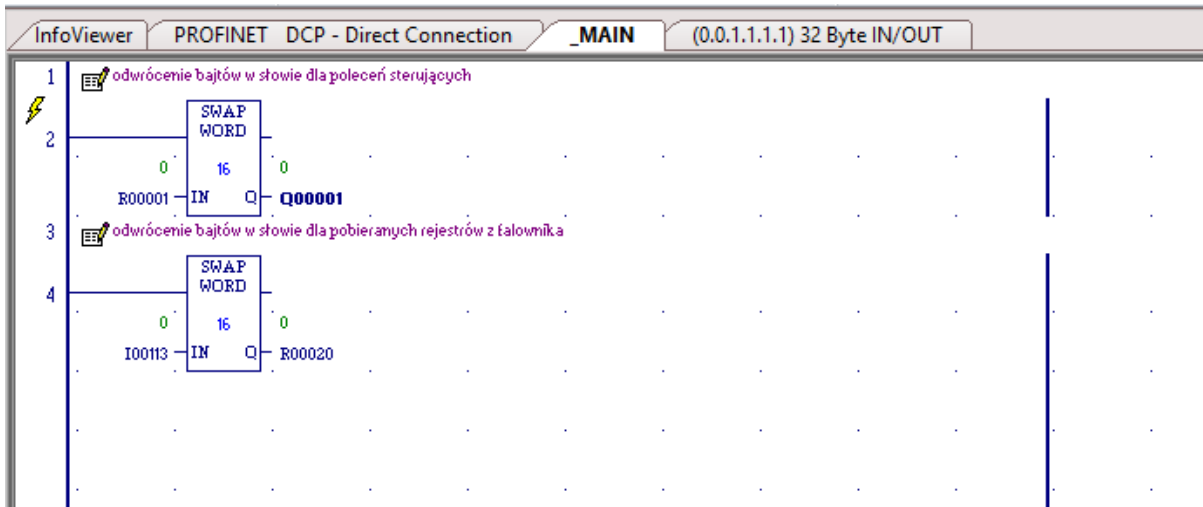 InfoViewer PROFINET DCP - Direct Connection _MAIN (0.0.1.1.1.1) 32 Byte IN/OUT
1 odwrócenie bajtów w słowie dla poleceń sterujących
SWAP
2 WORD
0 16 0
R00001 IN Q Q00001
3 odwrócenie bajtów w słowie dla pobieranych rejestrów z falownika
SWAP
4 WORD
0 16 0
I00113 IN Q R00020